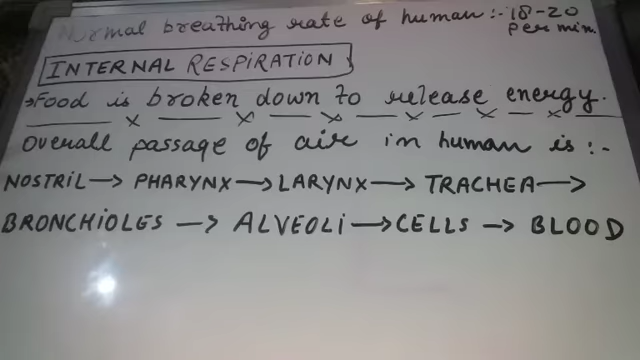 Normal breathing rate of human :- 18-20
per min.
INTERNAL RESPIRATION
→Food is broken down to release energy.
Overall passage of air in human is :-
NOSTRIL → PHARYNX → LARYNX → TRACHEA →
BRONCHIOLES → ALVEOLI → CELLS → BLOOD